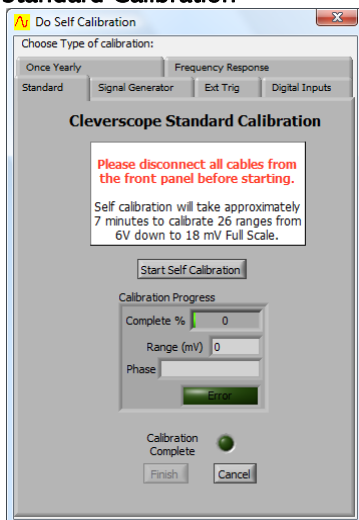 Standard Calibration
Do Self Calibration
Choose Type of calibration:
Once Yearly
Frequency Response
Standard
Signal Generator
Ext Trig
Digital Inputs
Cleverscope Standard Calibration
Please disconnect all cables from
the front panel before starting.
Self calibration will take approximately
7 minutes to calibrate 26 ranges from
6V down to 18 mV Full Scale.
Start Self Calibration
Calibration Progress
Complete % 0
Range (mV) 0
Phase
Error
Calibration
Complete
Finish
Cancel